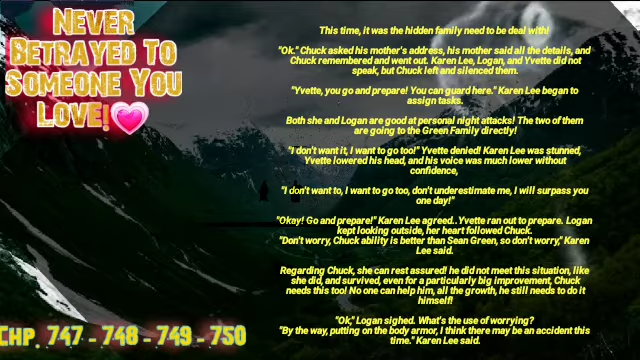 NEVER
BETRAYED TO
SOMEONE YOU
LOVE!
This time, it was the hidden family need to be deal with!
"Ok." Chuck asked his mother's address, his mother said all the details, and
Chuck remembered and went out. Karen Lee, Logan, and Yvette did not
speak, but Chuck left and silenced them.
"Yvette, you go and prepare! You can guard here." Karen Lee began to
assign tasks.
Both she and Logan are good at personal night attacks! The two of them
are going to the Green Family directly!
"I don't want it, I want to go too!" Yvette denied! Karen Lee was stunned,
Yvette lowered his head, and his voice was much lower without
confidence,
"I don't want to, I want to go too, don't underestimate me, I will surpass you
one day!"
"Okay! Go and prepare!" Karen Lee agreed..Yvette ran out to prepare. Logan
kept looking outside, her heart followed Chuck.
"Don't worry, Chuck ability is better than Sean Green, so don't worry," Karen
Lee said.
Regarding Chuck, she can rest assured! he did not meet this situation, like
she did, and survived, even for a particularly big improvement, Chuck
needs this too! No one can help him, all the growth, he still needs to do it
himself!
"Ok," Logan sighed. What's the use of worrying?
"By the way, putting on the body armor, I think there may be an accident this
time." Karen Lee said.
CHP. 747 - 748 - 749 - 750